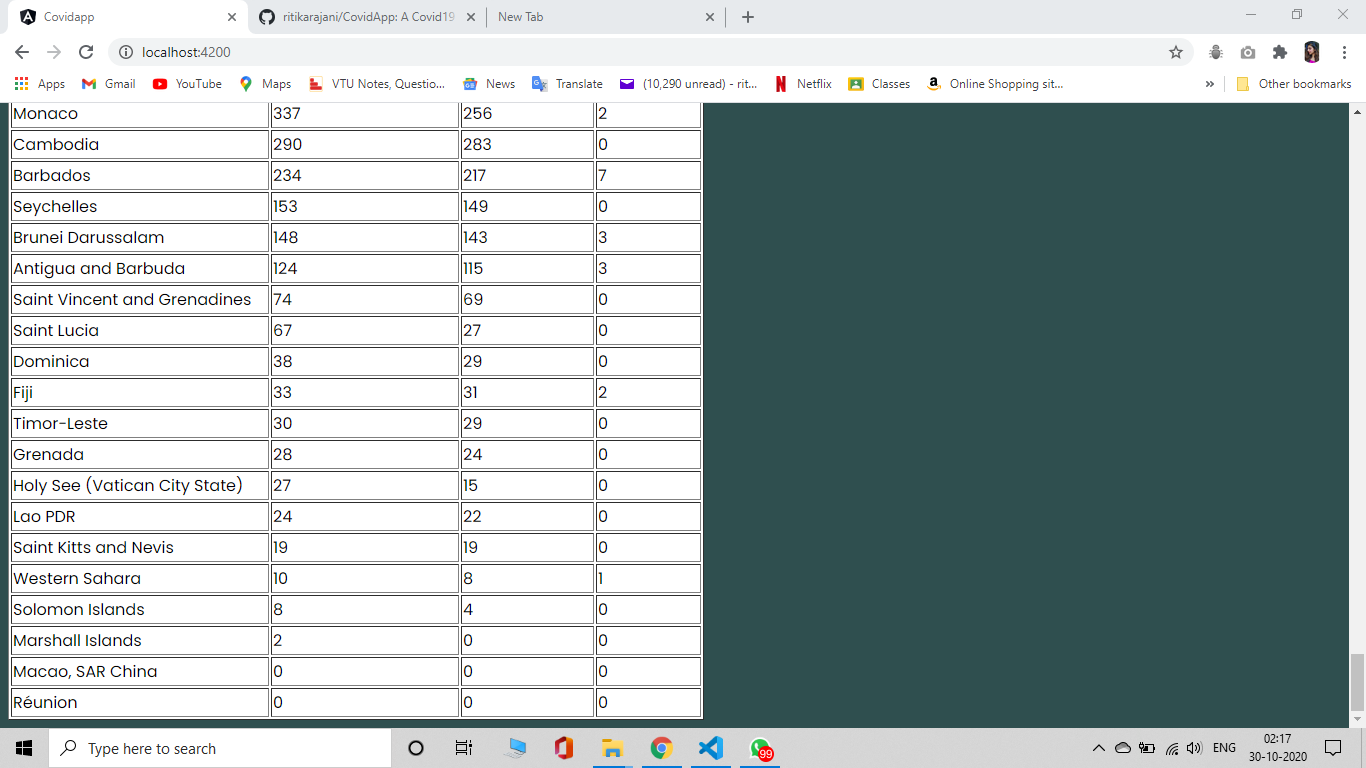 Covidapp ritikarajani/CovidApp: A Covid19 New Tab
localhost:4200
Apps Gmail YouTube Maps VTU Notes, Questio... News Translate (10,290 unread) - rit... Netflix Classes Online Shopping sit... » Other bookmarks
Monaco 337 256 2
Cambodia 290 283 0
Barbados 234 217 7
Seychelles 153 149 0
Brunei Darussalam 148 143 3
Antigua and Barbuda 124 115 3
Saint Vincent and Grenadines 74 69 0
Saint Lucia 67 27 0
Dominica 38 29 0
Fiji 33 31 2
Timor-Leste 30 29 0
Grenada 28 24 0
Holy See (Vatican City State) 27 15 0
Lao PDR 24 22 0
Saint Kitts and Nevis 19 19 0
Western Sahara 10 8 1
Solomon Islands 8 4 0
Marshall Islands 2 0 0
Macao, SAR China 0 0 0
Réunion 0 0 0
Type here to search 99 ENG 02:17
30-10-2020